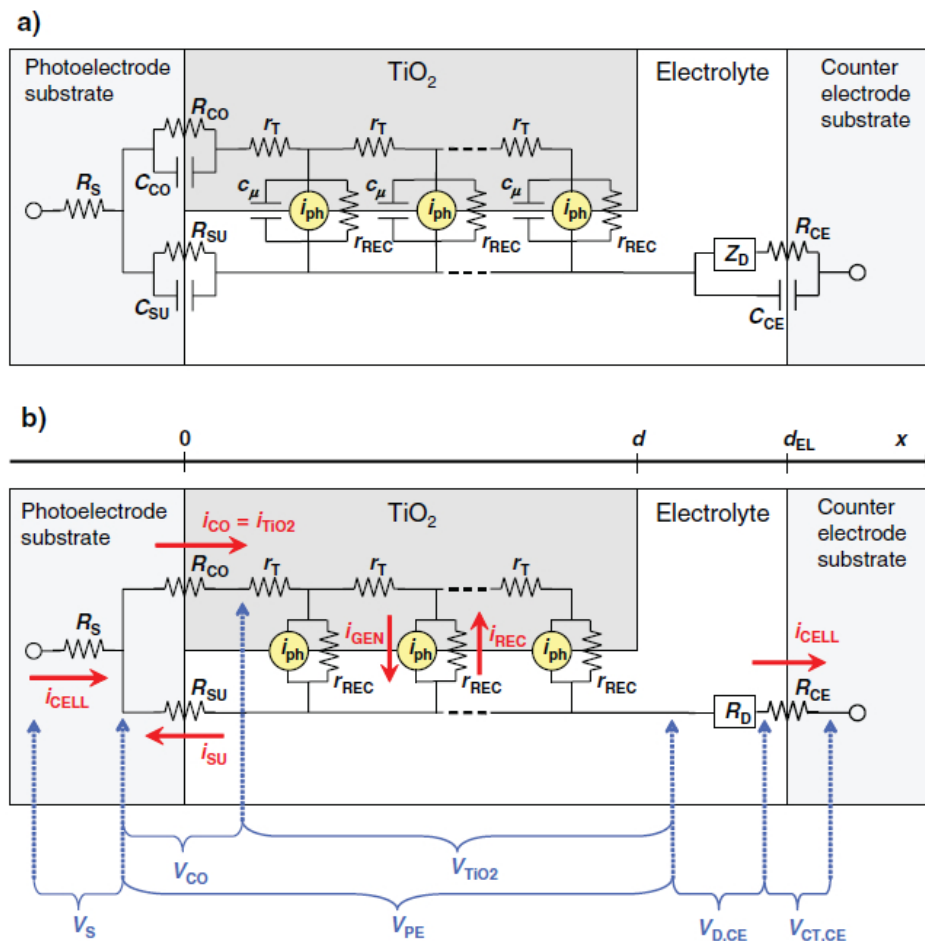 a)
Photoelectrode
substrate
TiO2
Electrolyte
Counter
electrode
substrate
RCO
rT
rT
rT
RS
CCO
cμ
cμ
cμ
iph
iph
iph
RSU
rREC
rREC
rREC
RCE
ZD
CSU
CCE
b)
0
d
dEL
x
Photoelectrode
substrate
TiO2
Electrolyte
Counter
electrode
substrate
iCO = iTiO2
RCO
rT
rT
rT
RS
iph
iGEN
iph
iREC
iph
iCELL
rREC
rREC
rREC
RCE
iCELL
RSU
RD
iSU
VCO
VTiO2
VS
VPE
VD,CE
VCT,CE